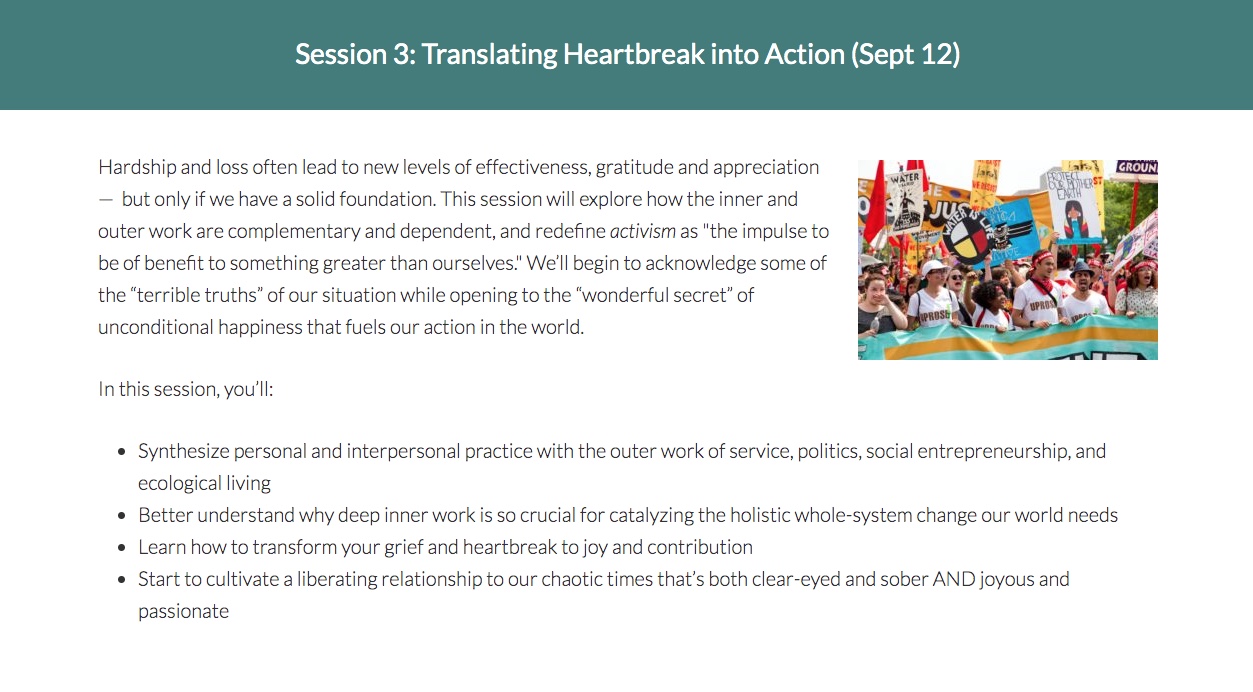 Session 3: Translating Heartbreak into Action (Sept 12)
Hardship and loss often lead to new levels of effectiveness, gratitude and appreciation
— but only if we have a solid foundation. This session will explore how the inner and
outer work are complementary and dependent, and redefine activism as "the impulse to
be of benefit to something greater than ourselves." We’ll begin to acknowledge some of
the “terrible truths” of our situation while opening to the “wonderful secret” of
unconditional happiness that fuels our action in the world.
WATER
GROUN
PROTECT
OUR MOTHER
EARTH
JUS
WATER IS
UPROSE
UPROSE
UPROSE
In this session, you’ll:
Synthesize personal and interpersonal practice with the outer work of service, politics, social entrepreneurship, and
ecological living
Better understand why deep inner work is so crucial for catalyzing the holistic whole-system change our world needs
Learn how to transform your grief and heartbreak to joy and contribution
Start to cultivate a liberating relationship to our chaotic times that’s both clear-eyed and sober AND joyous and
passionate